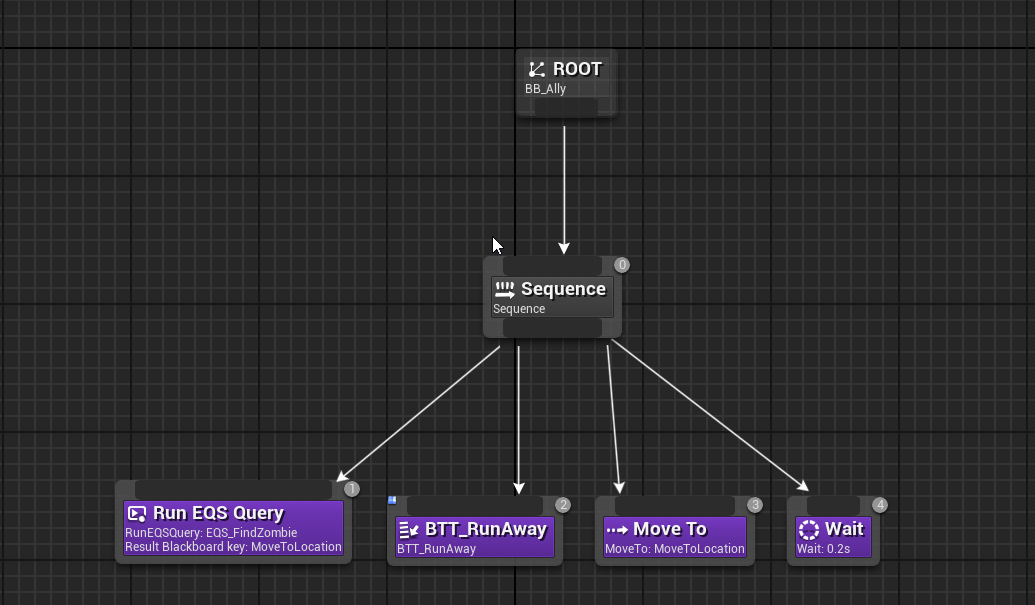 ROOT
BB_Ally
0
Sequence
Sequence
1
Run EQS Query
RunEQSQuery: EQS_FindZombie
Result Blackboard key: MoveToLocation
2
BTT_RunAway
BTT_RunAway
3
Move To
MoveTo: MoveToLocation
4
Wait
Wait: 0.2s